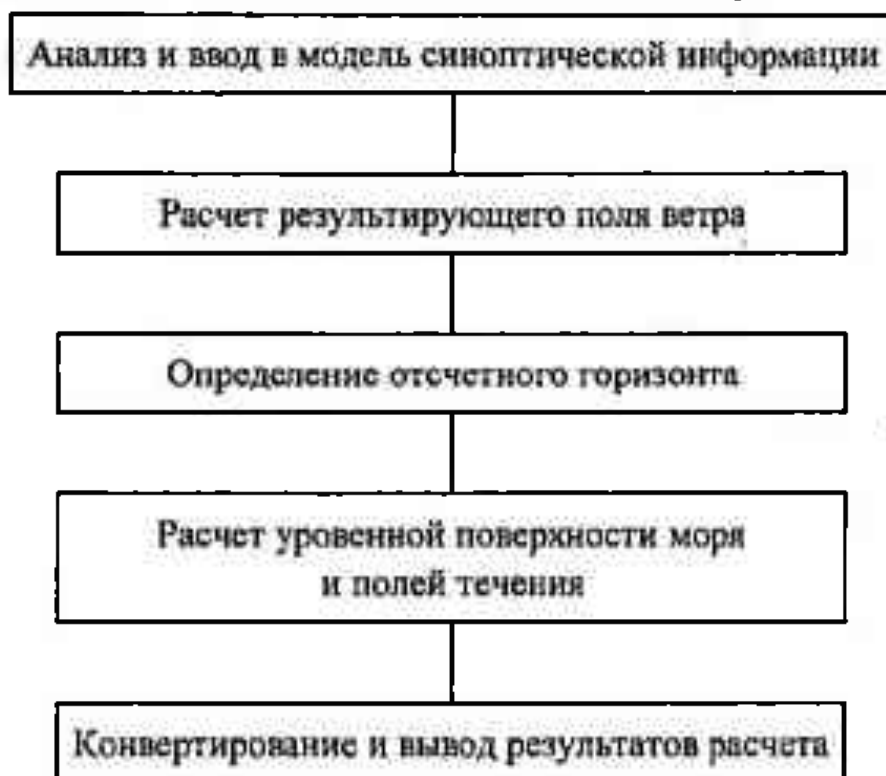 Анализ и ввод в модель синоптической информации
Расчет результирующего поля ветра
Определение отсчетного горизонта
Расчет уровенной поверхности моря
и полей течения
Конвертирование и вывод результатов расчета